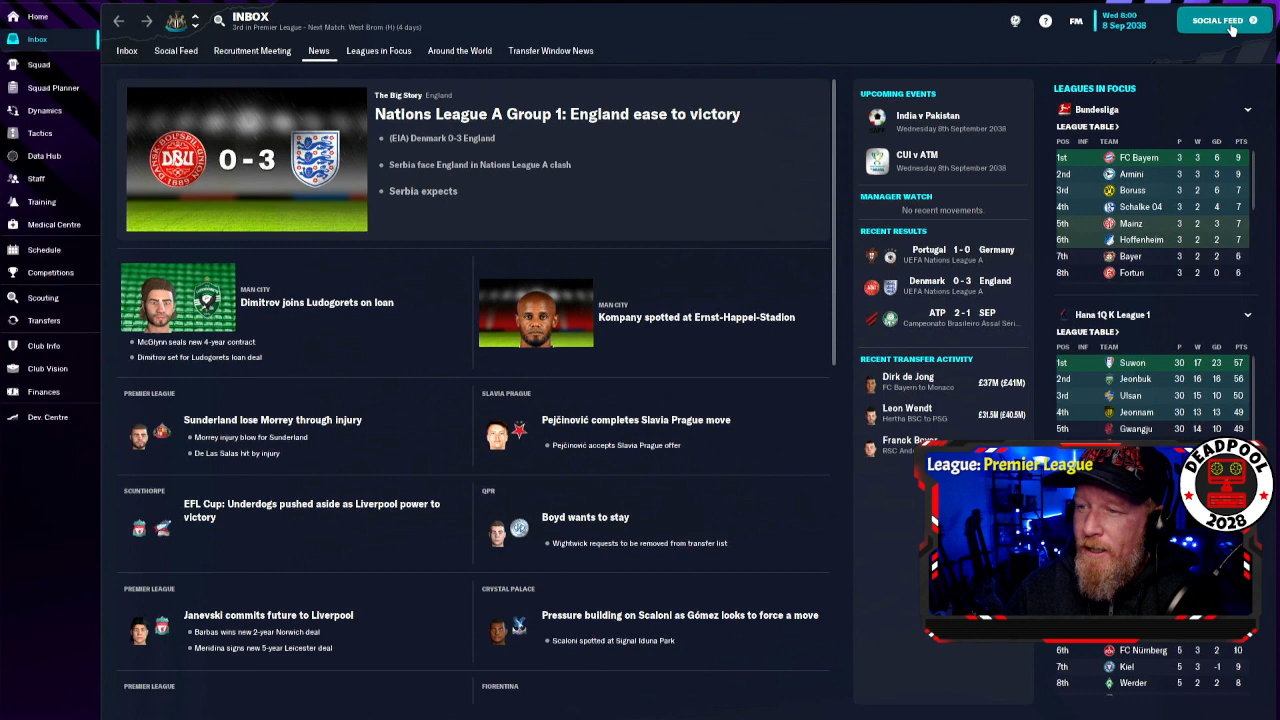 Home
Inbox
Squad
Squad Planner
Dynamics
Tactics
Data Hub
Staff
Training
Medical Centre
Schedule
Competitions
Scouting
Transfers
Club Info
Club Vision
Finances
Dev. Centre
INBOX
3rd in Premier League - Next Match: West Brom (H) (4 days)
FM
Wed 8:00
8 Sep 2038
SOCIAL FEED
Inbox
Social Feed
Recruitment Meeting
News
Leagues in Focus
Around the World
Transfer Window News
DBU
DANSK BOLDSPIL UNION
1889
0 - 3
The Big Story England
Nations League A Group 1: England ease to victory
(EIA) Denmark 0-3 England
Serbia face England in Nations League A clash
Serbia expects
MAN CITY
Dimitrov joins Ludogorets on loan
McGlynn seals new 4-year contract
Dimitrov set for Ludogorets loan deal
MAN CITY
Kompany spotted at Ernst-Happel-Stadion
PREMIER LEAGUE
Sunderland lose Morrey through injury
Morrey injury blow for Sunderland
De Las Salas hit by injury
SLAVIA PRAGUE
Pejčinović completes Slavia Prague move
Pejčinović accepts Slavia Prague offer
SCUNTHORPE
EFL Cup: Underdogs pushed aside as Liverpool power to
victory
QPR
Boyd wants to stay
Wightwick requests to be removed from transfer list
PREMIER LEAGUE
Janevski commits future to Liverpool
Barbas wins new 2-year Norwich deal
Meridina signs new 5-year Leicester deal
CRYSTAL PALACE
Pressure building on Scaloni as Gómez looks to force a move
Scaloni spotted at Signal Iduna Park
PREMIER LEAGUE
FIORENTINA
UPCOMING EVENTS
India v Pakistan
Wednesday 8th September 2038
CUI v ATM
Wednesday 8th September 2038
MANAGER WATCH
No recent movements.
RECENT RESULTS
Portugal 1 - 0 Germany
UEFA Nations League A
Denmark 0 - 3 England
UEFA Nations League A
ATP 2 - 1 SEP
Campeonato Brasileiro Assaí Séri...
RECENT TRANSFER ACTIVITY
Dirk de Jong
FC Bayern to Monaco
£37M (£41M)
Leon Wendt
Hertha BSC to PSG
£31.5M (£40.5M)
Franck Boyer
RSC And
LEAGUES IN FOCUS
Bundesliga
LEAGUE TABLE
POS INF TEAM P W GD PTS
1st FC Bayern 3 3 6 9
2nd Armini 3 3 3 9
3rd Boruss 3 2 6 7
4th Schalke 04 3 2 4 7
5th Mainz 3 2 2 7
6th Hoffenheim 3 2 2 7
7th Bayer 3 2 2 6
8th Fortun 3 2 0 6
Hana 1Q K League 1
LEAGUE TABLE
POS INF TEAM P W GD PTS
1st Suwon 30 17 23 57
2nd Jeonbuk 30 16 16 56
3rd Ulsan 30 15 10 50
4th Jeonnam 30 13 13 49
5th Gwangju 30 14 10 49
League: Premier League
DEADPOOL
2028
6th FC Nürnberg 5 3 2 10
7th Kiel 5 3 -1 9
8th Werder 5 2 2 8